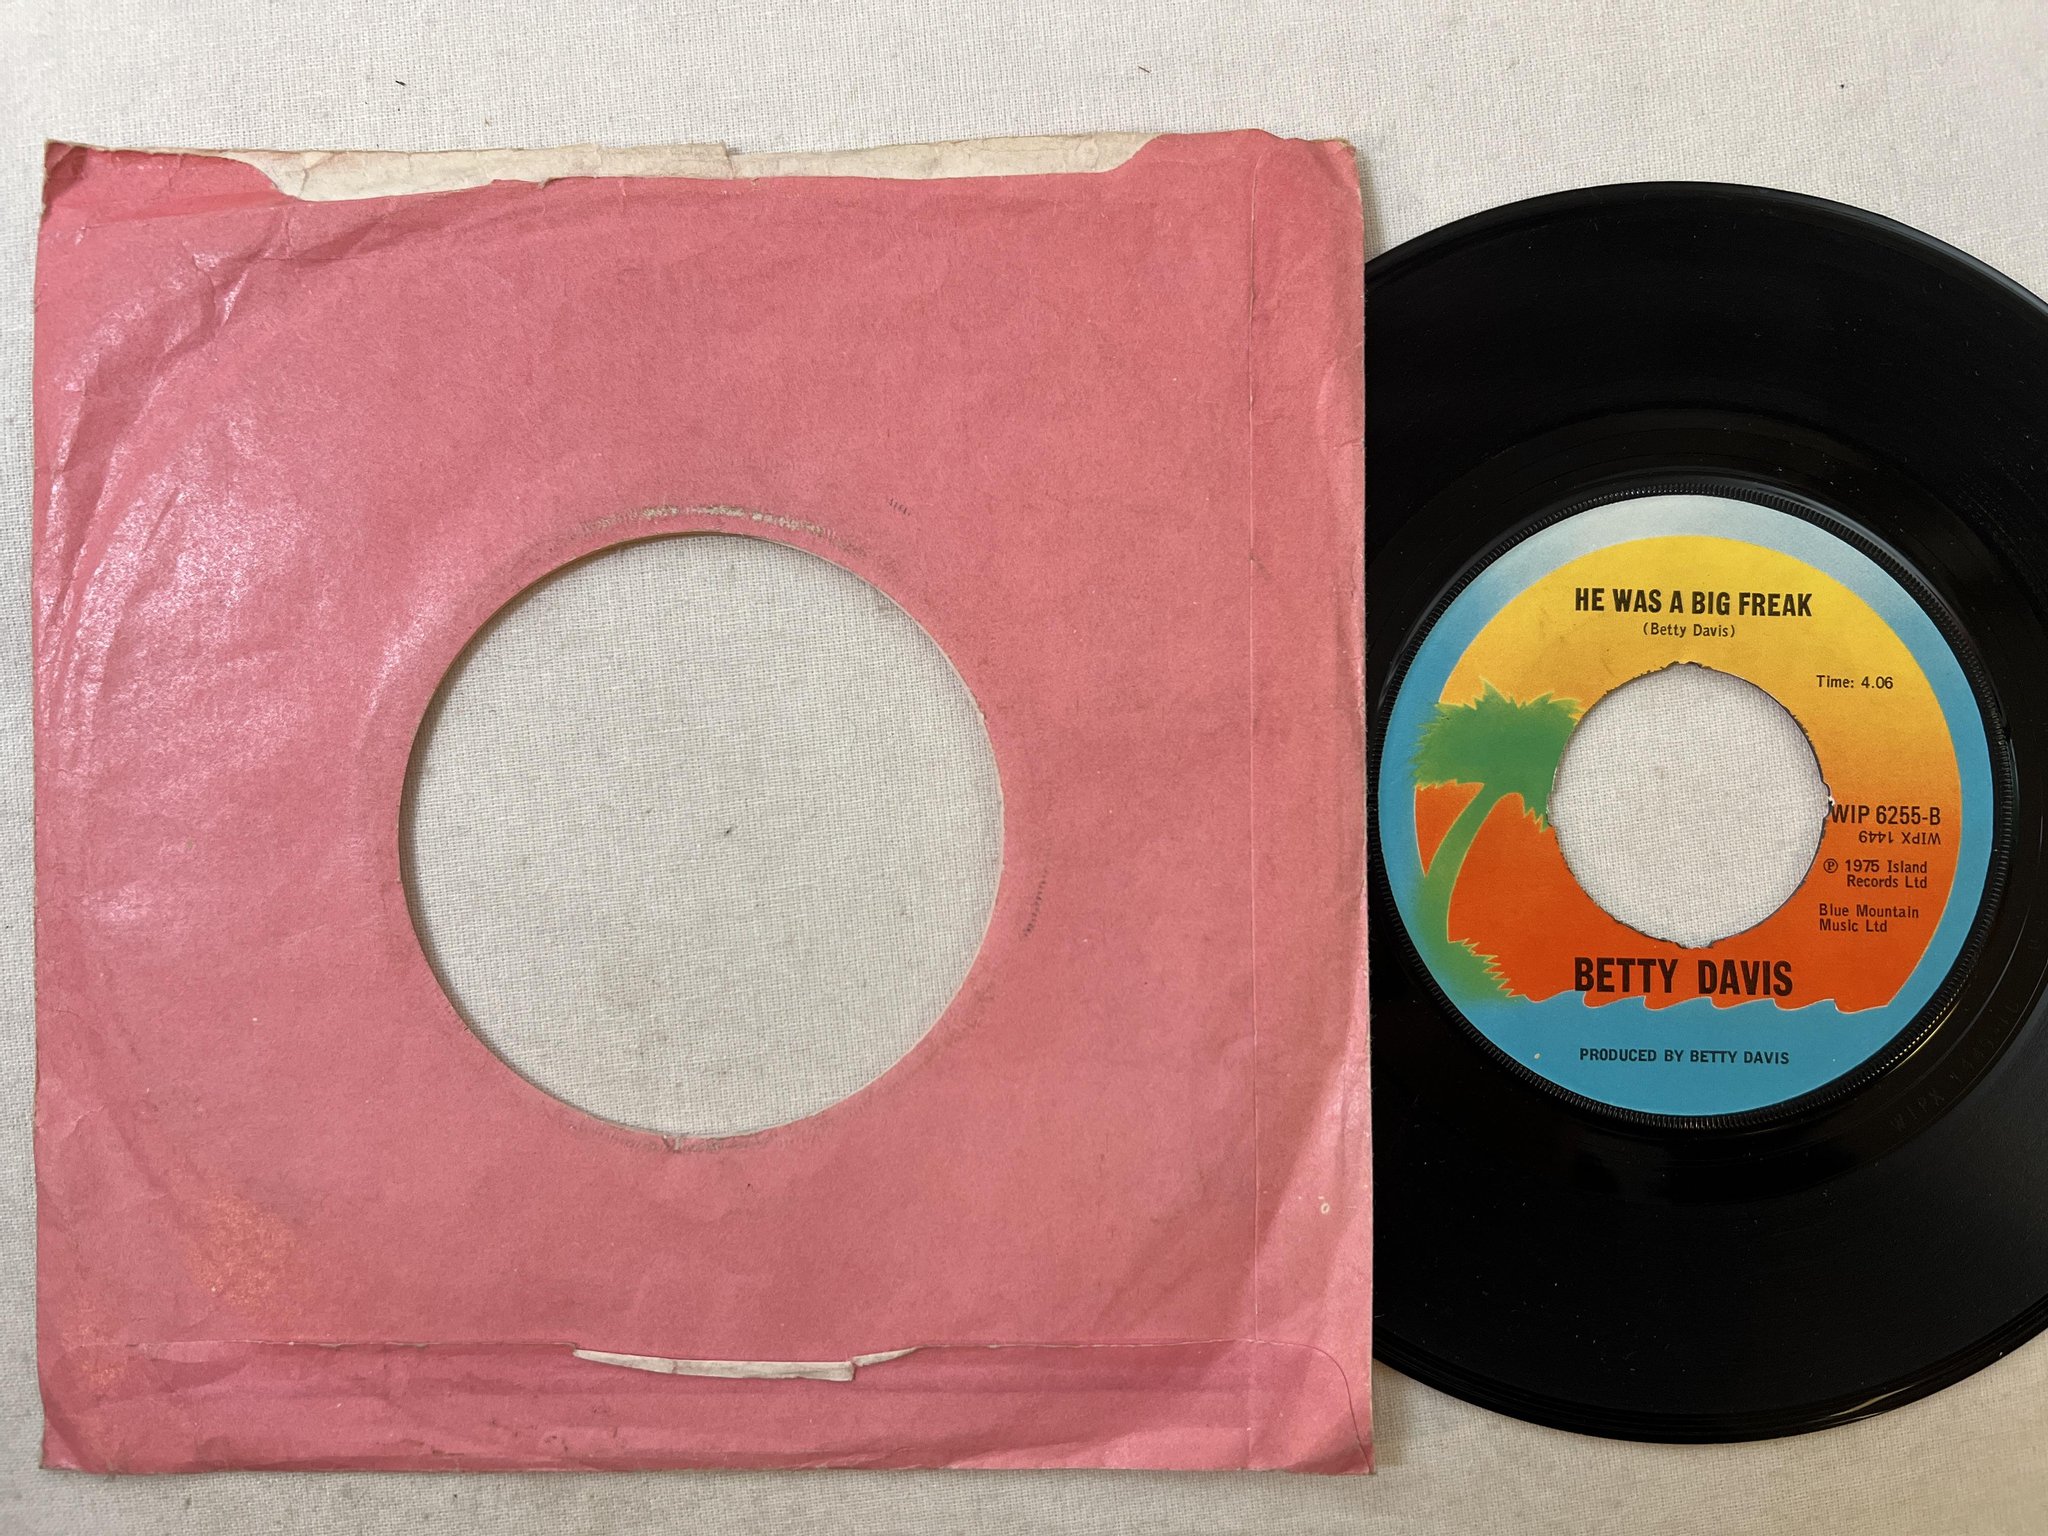 HE WAS A BIG FREAK
(Betty Davis)
Time: 4.06
WIP 6255-B
WIPX 1449
℗ 1975 Island
Records Ltd
Blue Mountain
Music Ltd
BETTY DAVIS
PRODUCED BY BETTY DAVIS